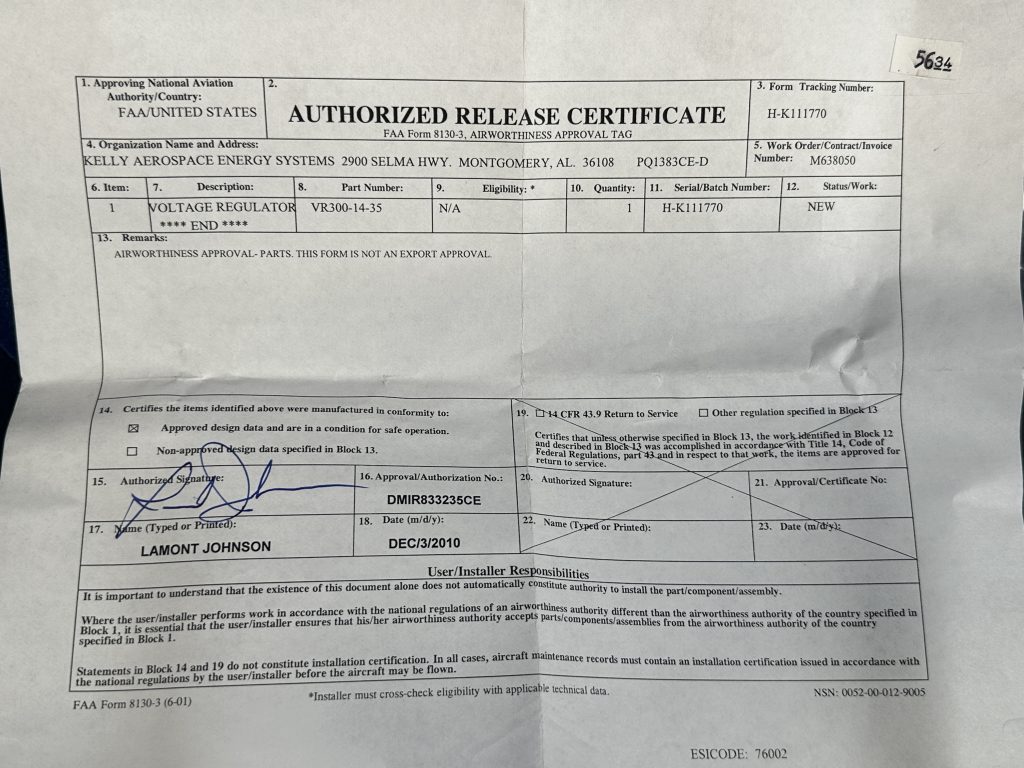 5634
1. Approving National Aviation
Authority/Country:
FAA/UNITED STATES
2.
AUTHORIZED RELEASE CERTIFICATE
FAA Form 8130-3, AIRWORTHINESS APPROVAL TAG
3. Form Tracking Number:
H-K111770
4. Organization Name and Address:
KELLY AEROSPACE ENERGY SYSTEMS 2900 SELMA HWY. MONTGOMERY, AL. 36108 PQ1383CE-D
5. Work Order/Contract/Invoice
Number: M638050
6. Item: 7. Description: 8. Part Number: 9. Eligibility: * 10. Quantity: 11. Serial/Batch Number: 12. Status/Work:
1 VOLTAGE REGULATOR VR300-14-35 N/A 1 H-K111770 NEW
**** END ****
13. Remarks:
AIRWORTHINESS APPROVAL- PARTS. THIS FORM IS NOT AN EXPORT APPROVAL.
14. Certifies the items identified above were manufactured in conformity to:
☒ Approved design data and are in a condition for safe operation.
☐ Non-approved design data specified in Block 13.
19. ☐ 14 CFR 43.9 Return to Service ☐ Other regulation specified in Block 13
Certifies that unless otherwise specified in Block 13, the work identified in Block 12
and described in Block 13 was accomplished in accordance with Title 14, Code of
Federal Regulations, part 43 and in respect to that work, the items are approved for
return to service.
15. Authorized Signature:
16. Approval/Authorization No.:
DMIR833235CE
20. Authorized Signature:
21. Approval/Certificate No:
17. Name (Typed or Printed):
LAMONT JOHNSON
18. Date (m/d/y):
DEC/3/2010
22. Name (Typed or Printed):
23. Date (m/d/y):
User/Installer Responsibilities
It is important to understand that the existence of this document alone does not automatically constitute authority to install the part/component/assembly.
Where the user/installer performs work in accordance with the national regulations of an airworthiness authority different than the airworthiness authority of the country specified in
Block 1, it is essential that the user/installer ensures that his/her airworthiness authority accepts parts/components/assemblies from the airworthiness authority of the country
specified in Block 1.
Statements in Block 14 and 19 do not constitute installation certification. In all cases, aircraft maintenance records must contain an installation certification issued in accordance with
the national regulations by the user/installer before the aircraft may be flown.
FAA Form 8130-3 (6-01)
*Installer must cross-check eligibility with applicable technical data.
NSN: 0052-00-012-9005
ESICODE: 76002